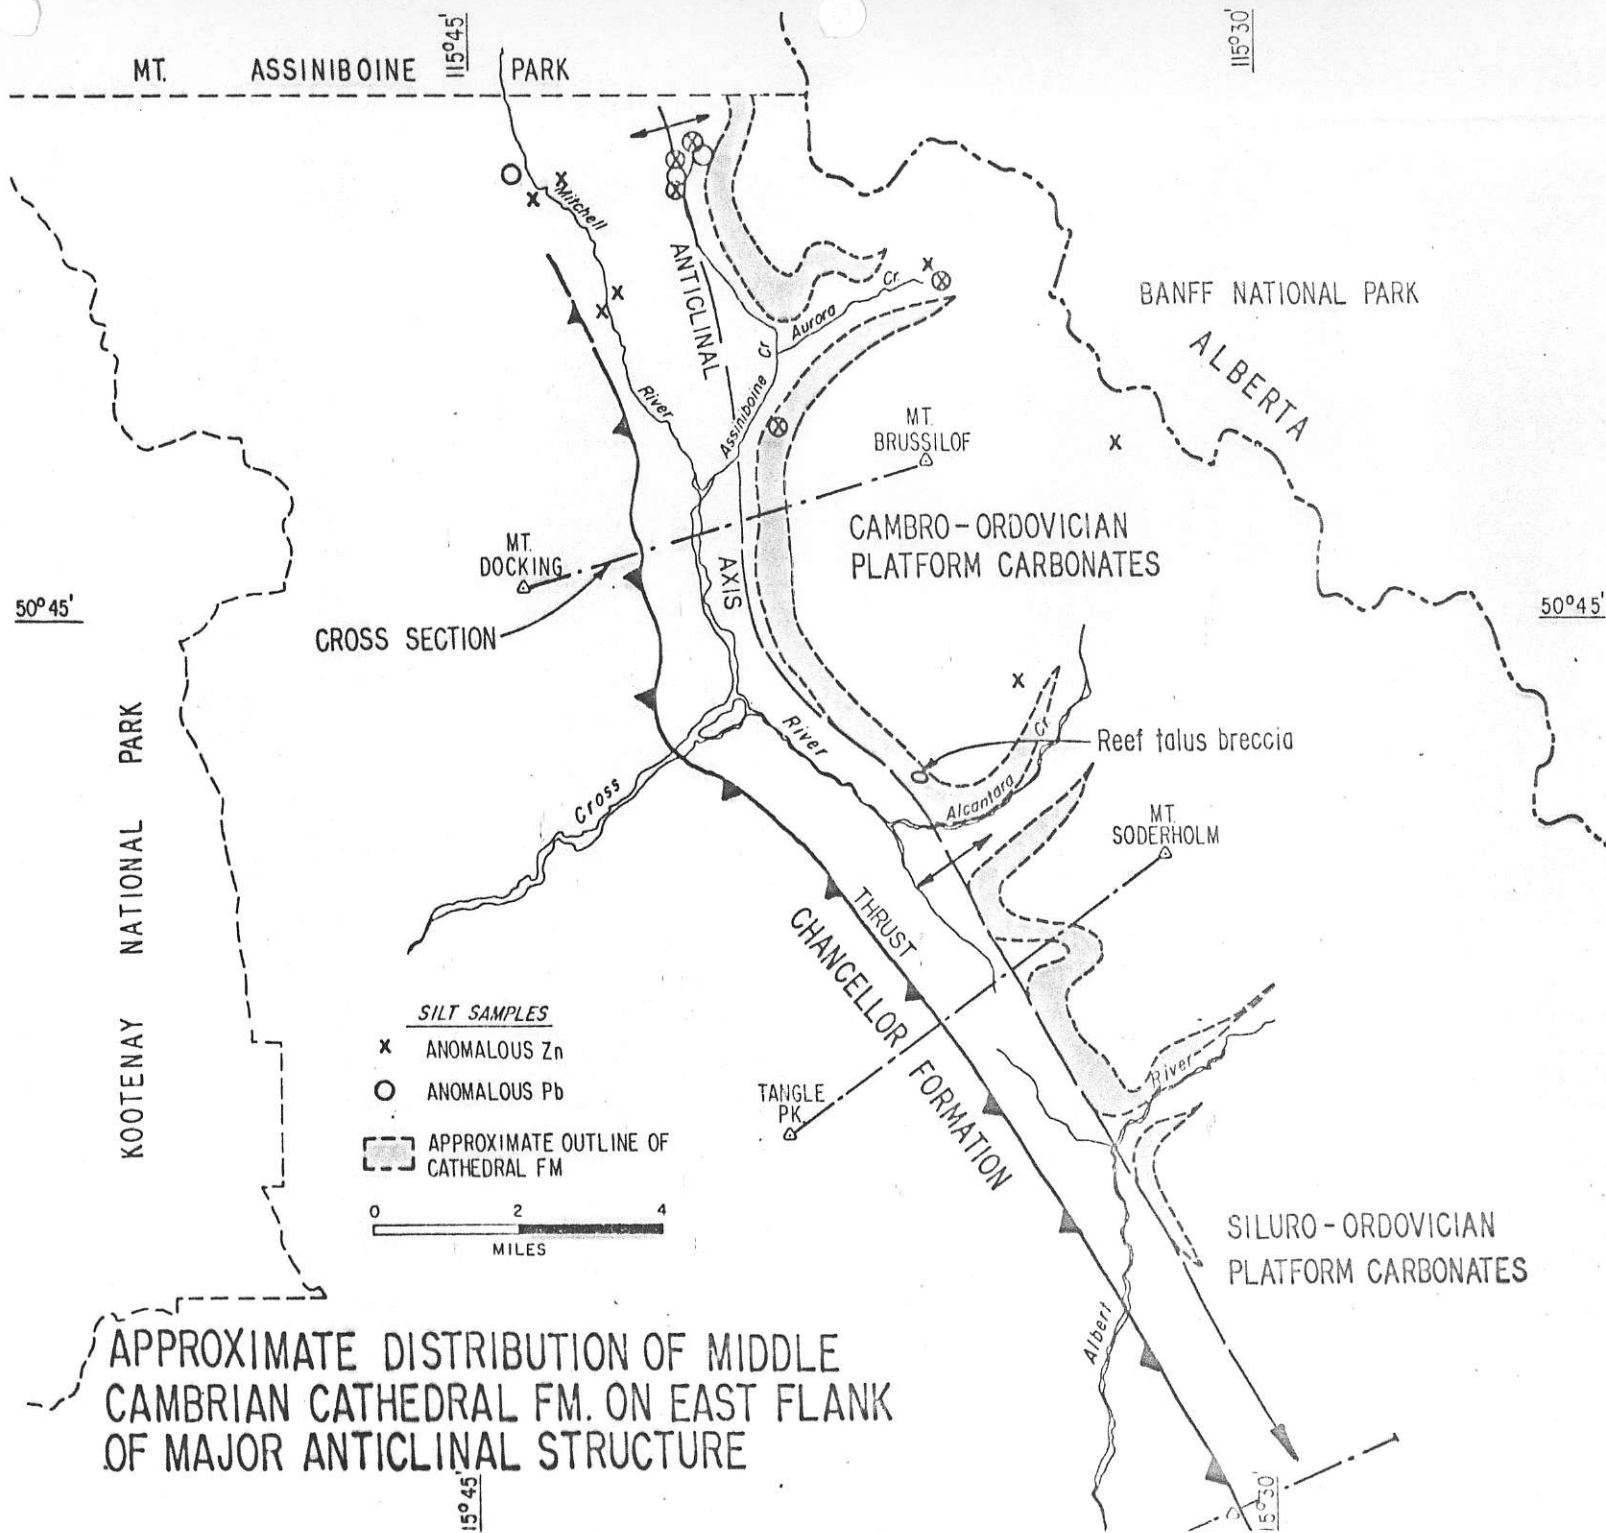 115°45'
115°30'
MT. ASSINIBOINE PARK
Mitchell
River
ANTICLINAL
AXIS
Assiniboine Cr
Aurora Cr.
BANFF NATIONAL PARK
ALBERTA
MT.
BRUSSILOF
CAMBRO-ORDOVICIAN
PLATFORM CARBONATES
MT.
DOCKING
50°45'
50°45'
CROSS SECTION
KOOTENAY NATIONAL PARK
Cross
River
Reef talus breccia
Alcantara Cr.
MT.
SODERHOLM
THRUST
CHANCELLOR FORMATION
SILT SAMPLES
x ANOMALOUS Zn
O ANOMALOUS Pb
APPROXIMATE OUTLINE OF
CATHEDRAL FM
0 2 4
MILES
TANGLE
PK.
River
Albert
SILURO-ORDOVICIAN
PLATFORM CARBONATES
APPROXIMATE DISTRIBUTION OF MIDDLE
CAMBRIAN CATHEDRAL FM. ON EAST FLANK
OF MAJOR ANTICLINAL STRUCTURE
15°45'
15°30'